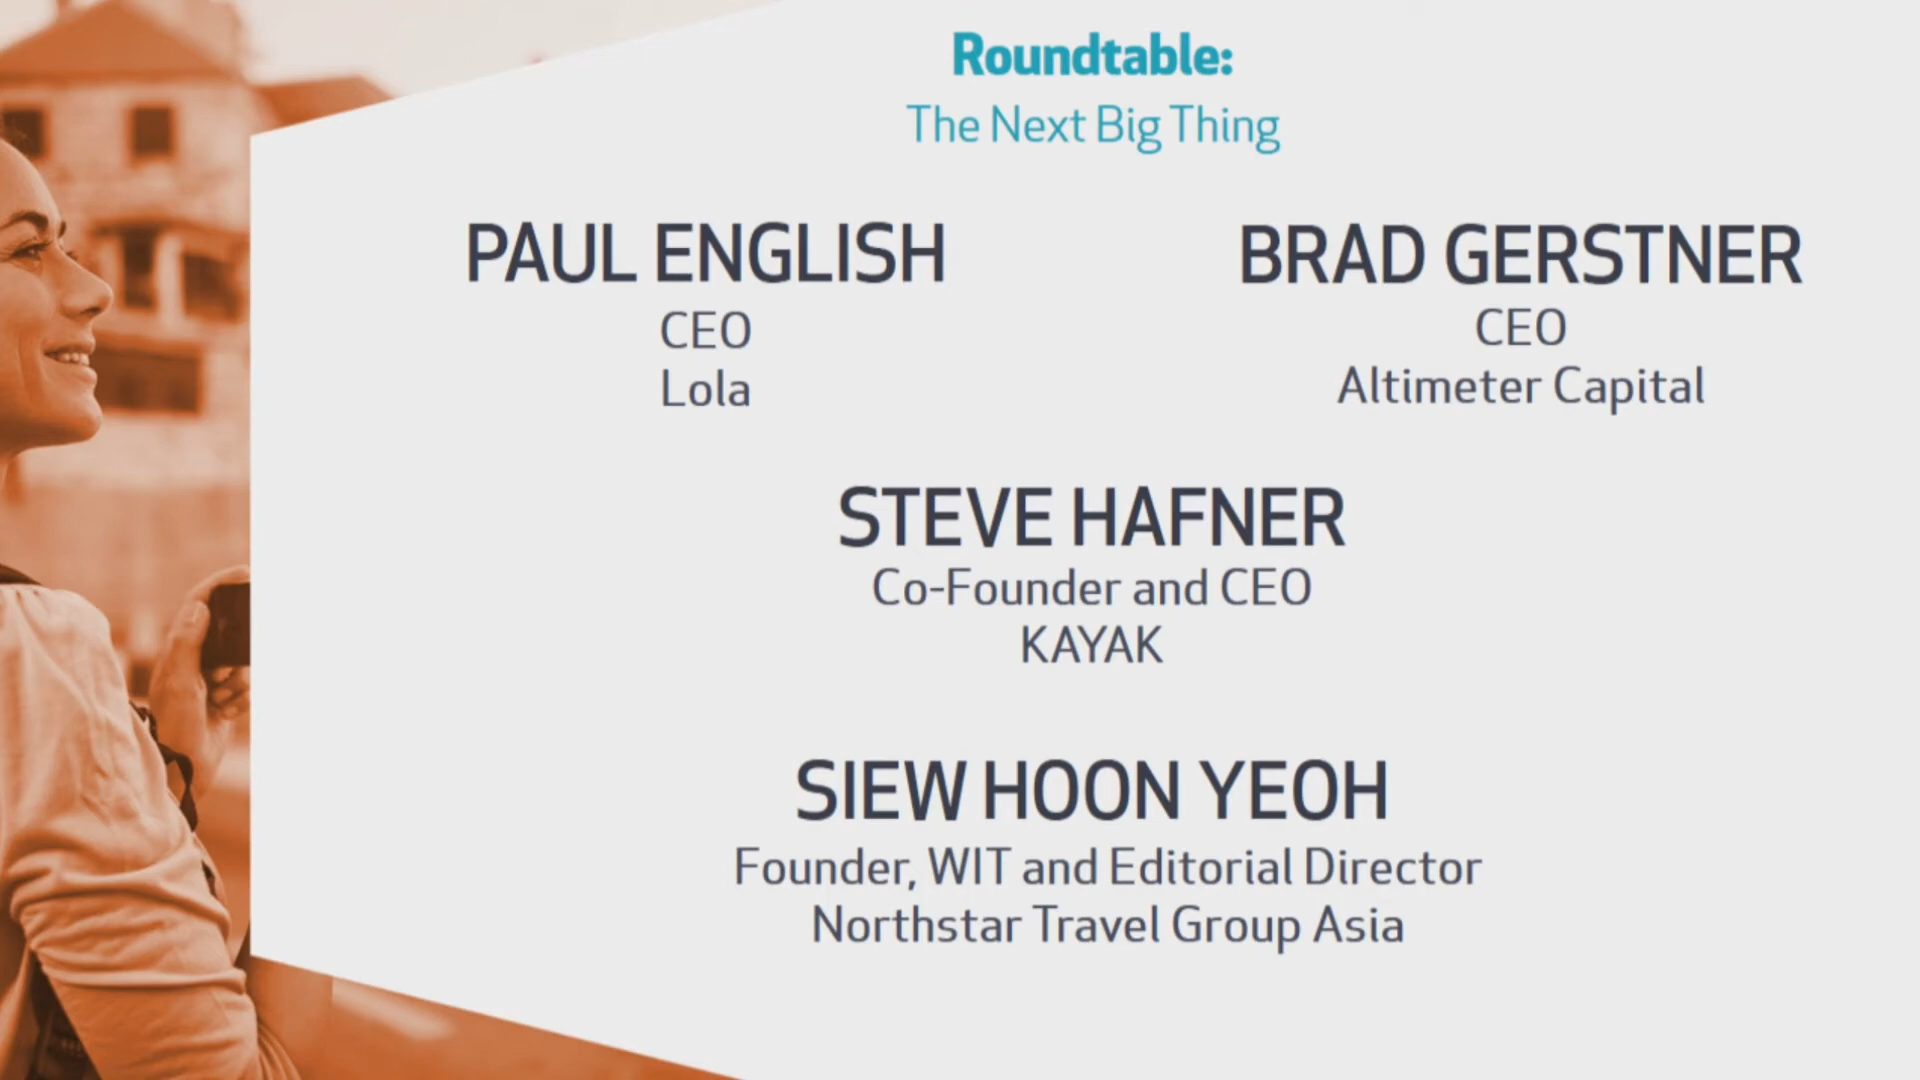 Roundtable:
The Next Big Thing
PAUL ENGLISH
CEO
Lola
BRAD GERSTNER
CEO
Altimeter Capital
STEVE HAFNER
Co-Founder and CEO
KAYAK
SIEW HOON YEOH
Founder, WIT and Editorial Director
Northstar Travel Group Asia